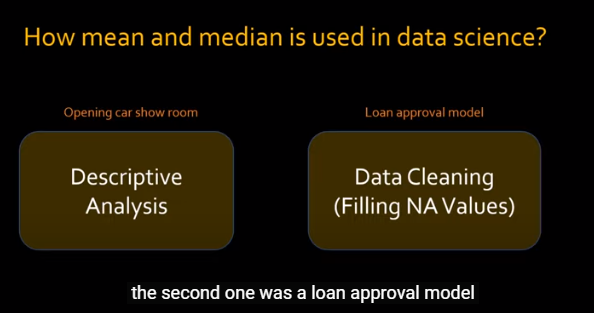 How mean and median is used in data science?
Opening car show room
Loan approval model
Descriptive
Analysis
Data Cleaning
(Filling NA Values)
the second one was a loan approval model